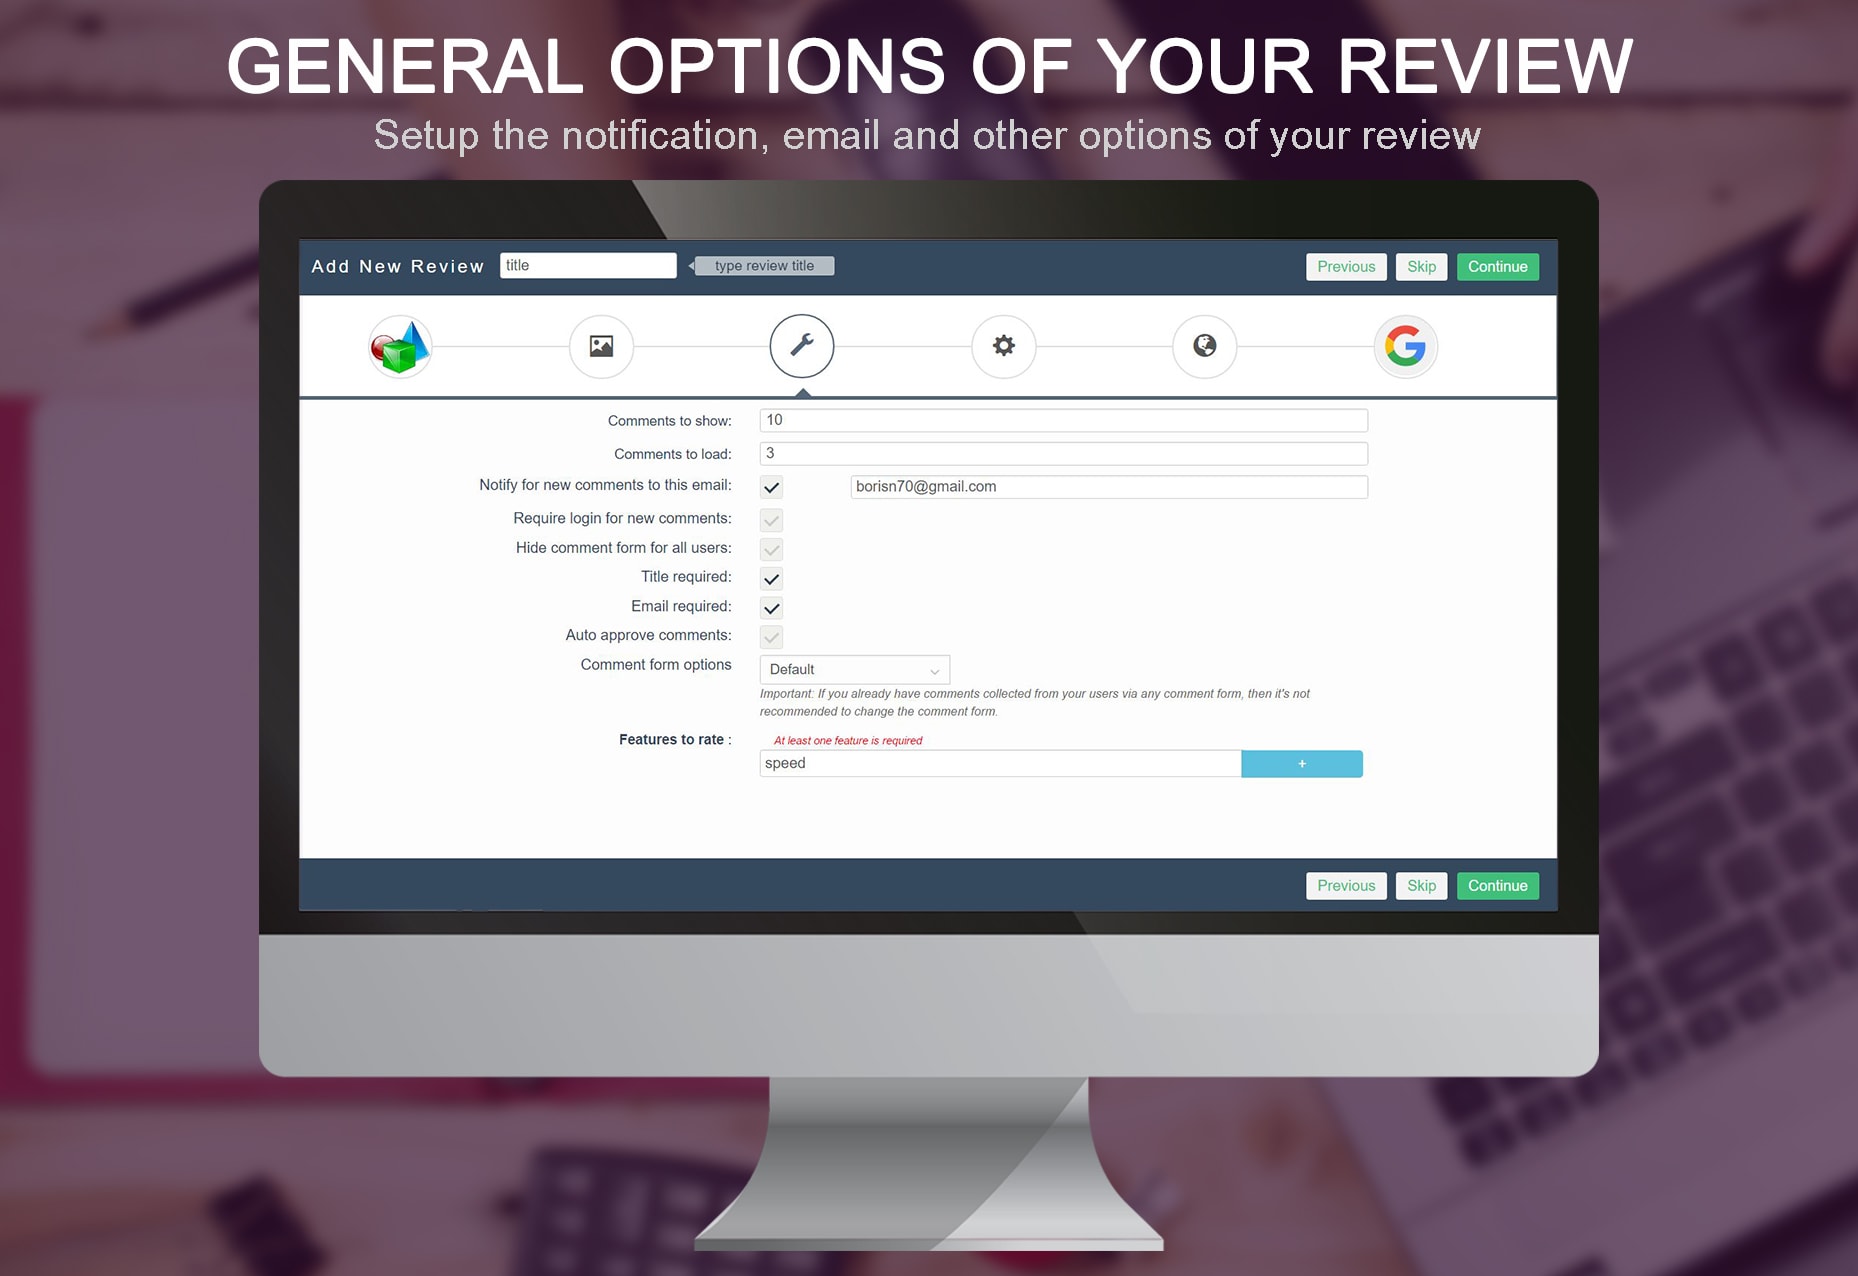 GENERAL OPTIONS OF YOUR REVIEW
Setup the notification, email and other options of your review
Add New Review title type review title Previous Skip Continue
Comments to show: 10
Comments to load: 3
Notify for new comments to this email: borisn70@gmail.com
Require login for new comments:
Hide comment form for all users:
Title required:
Email required:
Auto approve comments:
Comment form options Default
Important: If you already have comments collected from your users via any comment form, then it's not
recommended to change the comment form.
Features to rate : At least one feature is required
speed +
Previous Skip Continue